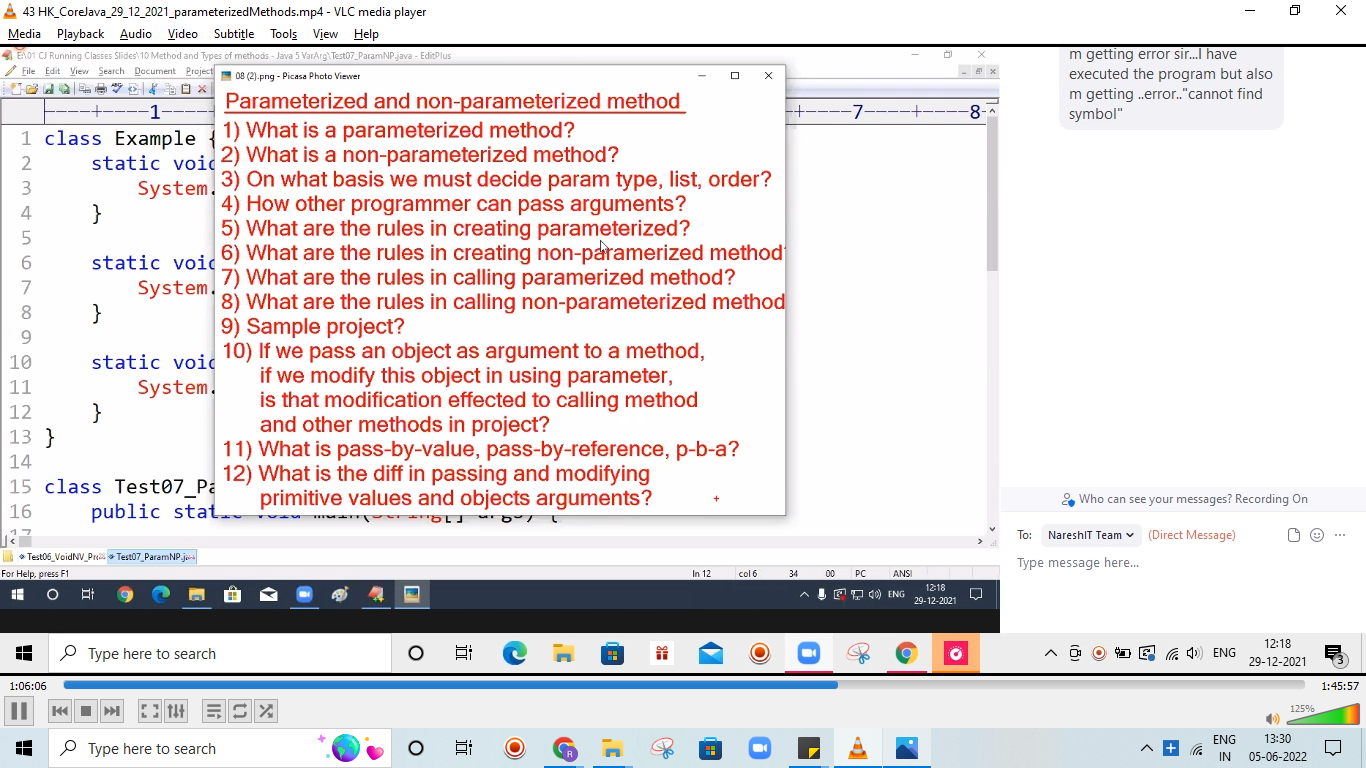 43 HK_CoreJava_29_12_2021_parameterizedMethods.mp4 - VLC media player
Media Playback Audio Video Subtitle Tools View Help
E:\01 CJ Running Classes Slides\10 Method and Types of methods - Java 5 VarArg\Test07_ParamNP.java - EditPlus
File Edit View Search Document Project
08 (2).png - Picasa Photo Viewer
1 7 8
Parameterized and non-parameterized method
1) What is a parameterized method?
2) What is a non-parameterized method?
3) On what basis we must decide param type, list, order?
4) How other programmer can pass arguments?
5) What are the rules in creating parameterized?
6) What are the rules in creating non-paramerized method
7) What are the rules in calling paramerized method?
8) What are the rules in calling non-parameterized method
9) Sample project?
10) If we pass an object as argument to a method,
if we modify this object in using parameter,
is that modification effected to calling method
and other methods in project?
11) What is pass-by-value, pass-by-reference, p-b-a?
12) What is the diff in passing and modifying
primitive values and objects arguments?
1 class Example {
2 static void
3 System.
4 }
5
6 static void
7 System.
8 }
9
10 static void
11 System.
12 }
13 }
14
15 class Test07_Pa
16 public static void main(String[] args) {
17
Test06_VoidNV_Pr Test07_ParamNP.j
For Help, press F1 ln 12 col 6 34 00 PC ANSI
ENG 12:18
29-12-2021
m getting error sir...I have
executed the program but also
m getting ..error.."cannot find
symbol"
Who can see your messages? Recording On
To: NareshIT Team (Direct Message)
Type message here...
Type here to search ENG 12:18
29-12-2021 3
1:06:06 1:45:57
125%
Type here to search ENG 13:30
IN 05-06-2022